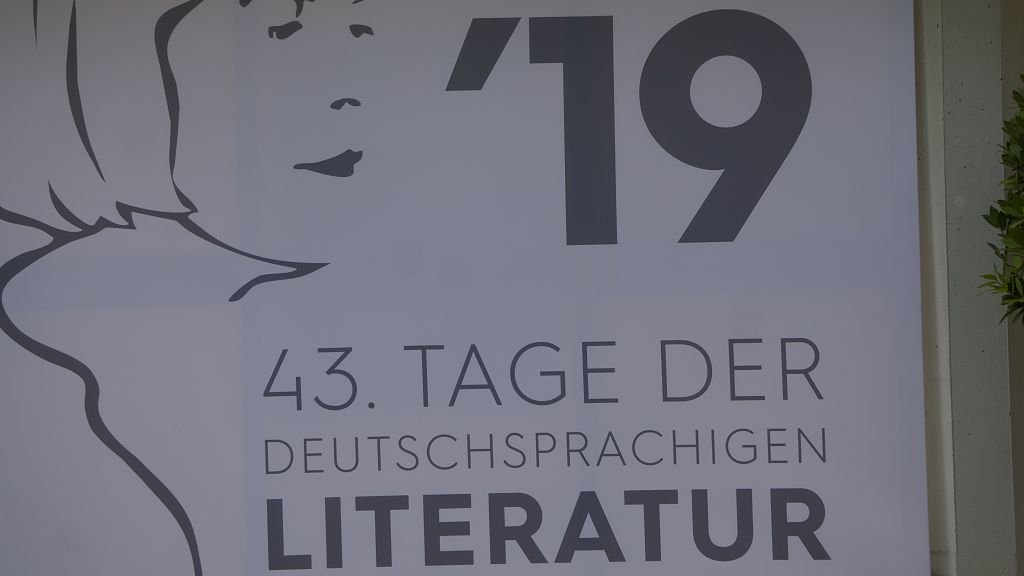 '19
43. TAGE DER
DEUTSCHSPRACHIGEN
LITERATUR